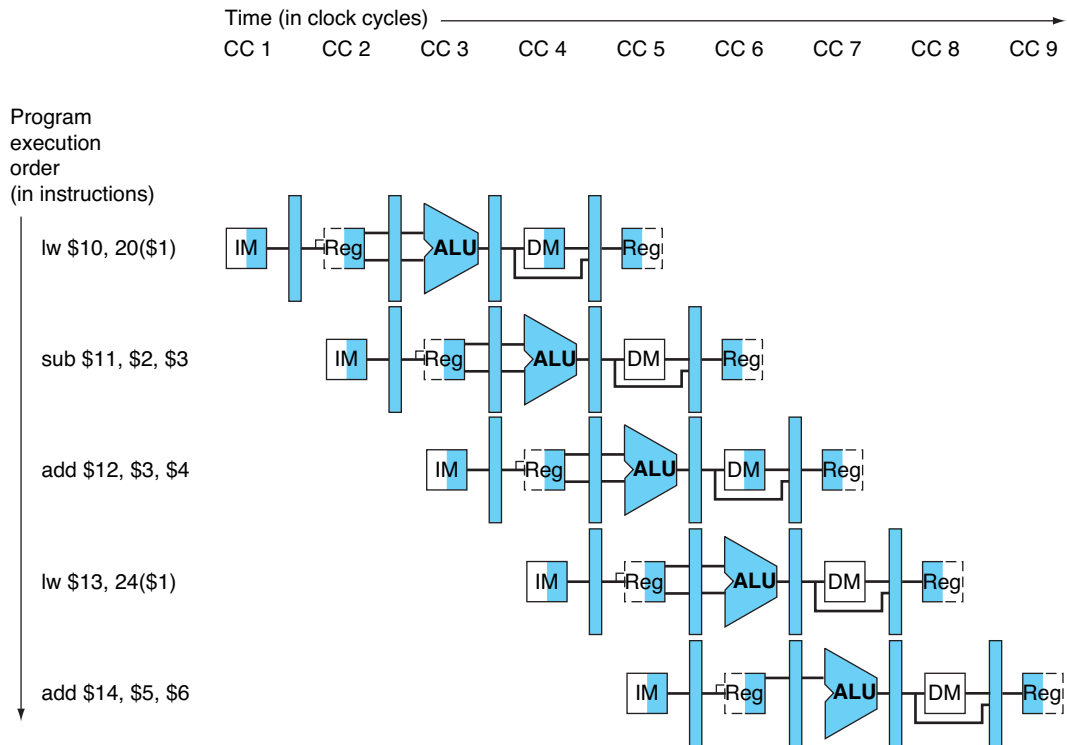 Time (in clock cycles)
CC 1 CC 2 CC 3 CC 4 CC 5 CC 6 CC 7 CC 8 CC 9
Program
execution
order
(in instructions)
lw $10, 20($1)
IM Reg ALU DM Reg
sub $11, $2, $3
IM Reg ALU DM Reg
add $12, $3, $4
IM Reg ALU DM Reg
lw $13, 24($1)
IM Reg ALU DM Reg
add $14, $5, $6
IM Reg ALU DM Reg